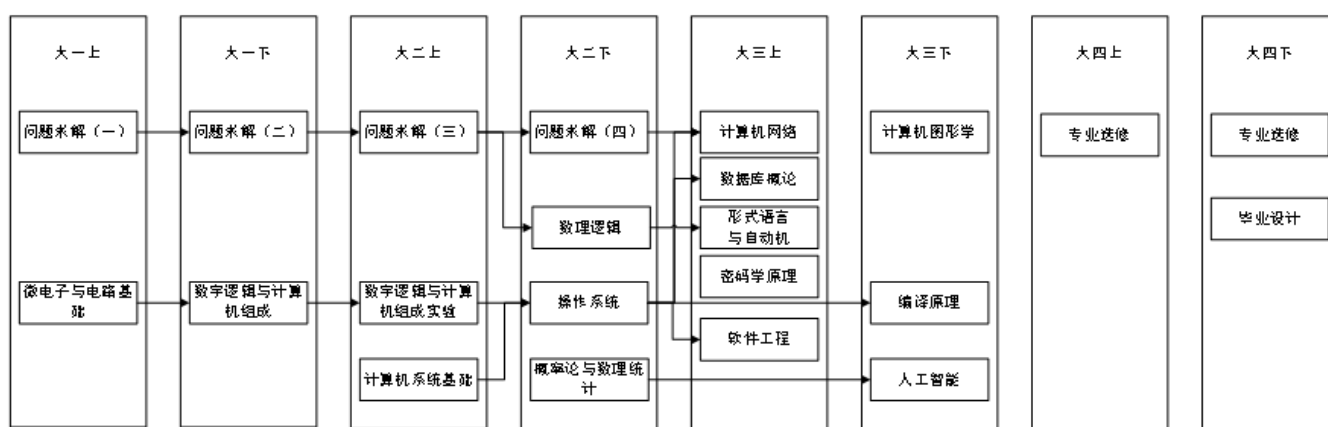 大一上
大一下
大二上
大二下
大三上
大三下
大四上
大四下
问题求解（一）
问题求解（二）
问题求解（三）
问题求解（四）
计算机网络
计算机图形学
专业选修
专业选修
数据库概论
数理逻辑
形式语言
与自动机
毕业设计
密码学原理
微电子与电路基
础
数字逻辑与计算
机组成
数字逻辑与计算
机组成实验
操作系统
编译原理
软件工程
计算机系统基础
概率论与数理统
计
人工智能